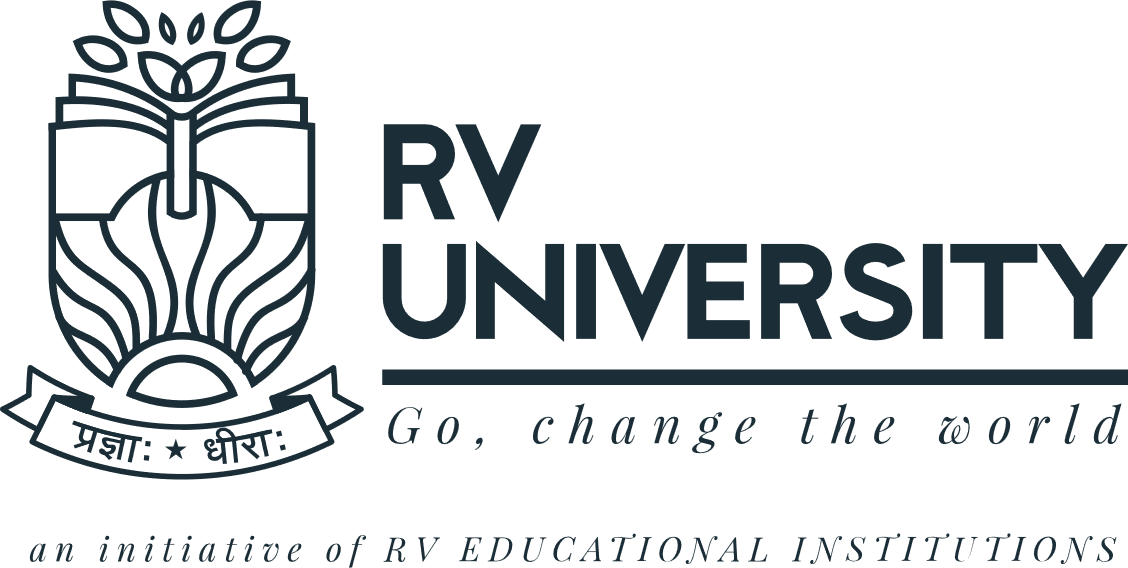 RV
UNIVERSITY
Go, change the world
प्रज्ञाः ★ धीराः
an initiative of RV EDUCATIONAL INSTITUTIONS